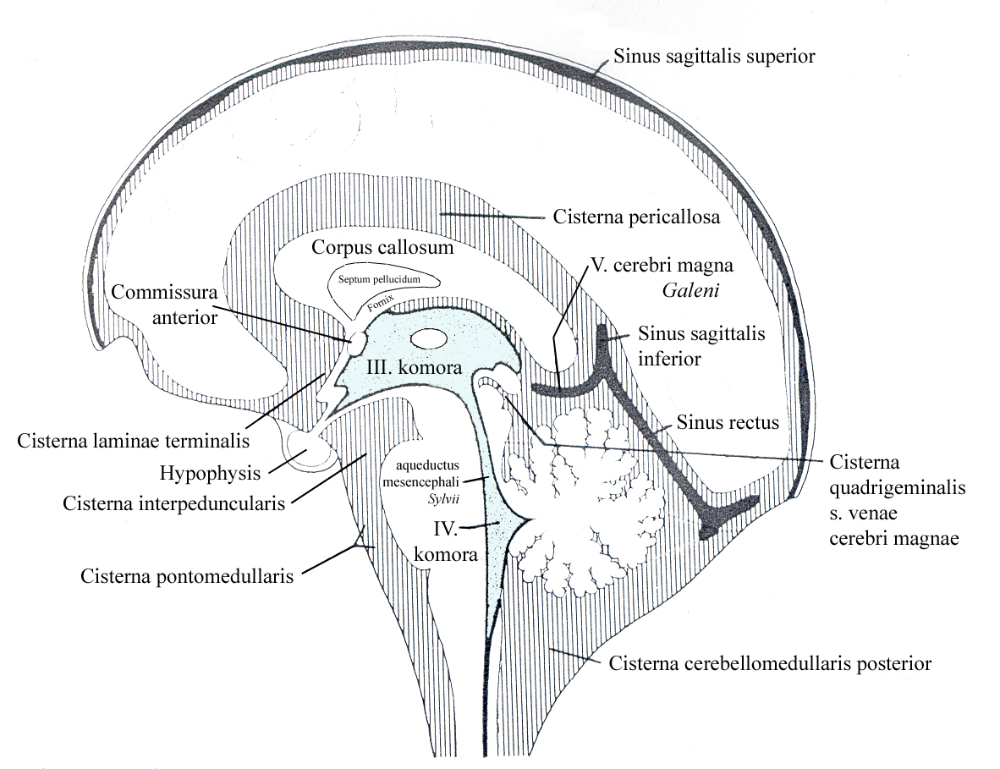 Sinus sagittalis superior
Cisterna pericallosa
Corpus callosum
V. cerebri magna
Galeni
Septum pellucidum
Commissura
anterior
Fornix
Sinus sagittalis
inferior
III. komora
Sinus rectus
Cisterna laminae terminalis
Hypophysis
aqueductus
mesencephali
Sylvii
Cisterna
quadrigeminalis
s. venae
cerebri magnae
Cisterna interpeduncularis
IV.
komora
Cisterna pontomedullaris
Cisterna cerebellomedullaris posterior